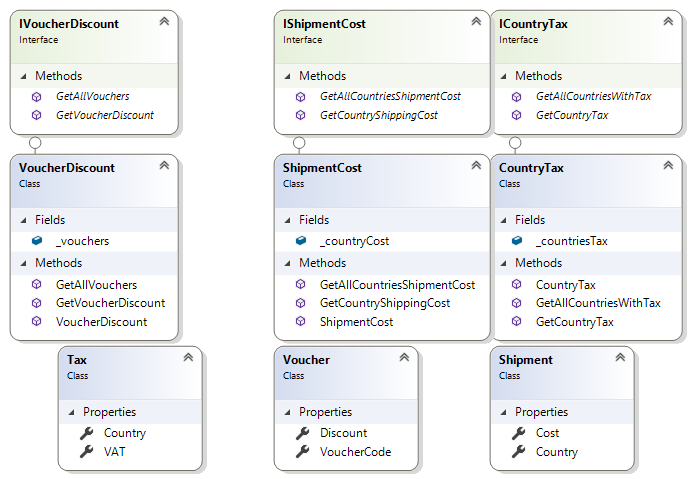 IVoucherDiscount
Interface
Methods
GetAllVouchers
GetVoucherDiscount
IShipmentCost
Interface
Methods
GetAllCountriesShipmentCost
GetCountryShippingCost
ICountryTax
Interface
Methods
GetAllCountriesWithTax
GetCountryTax
VoucherDiscount
Class
Fields
_vouchers
Methods
GetAllVouchers
GetVoucherDiscount
VoucherDiscount
ShipmentCost
Class
Fields
_countryCost
Methods
GetAllCountriesShipmentCost
GetCountryShippingCost
ShipmentCost
CountryTax
Class
Fields
_countriesTax
Methods
CountryTax
GetAllCountriesWithTax
GetCountryTax
Tax
Class
Properties
Country
VAT
Voucher
Class
Properties
Discount
VoucherCode
Shipment
Class
Properties
Cost
Country